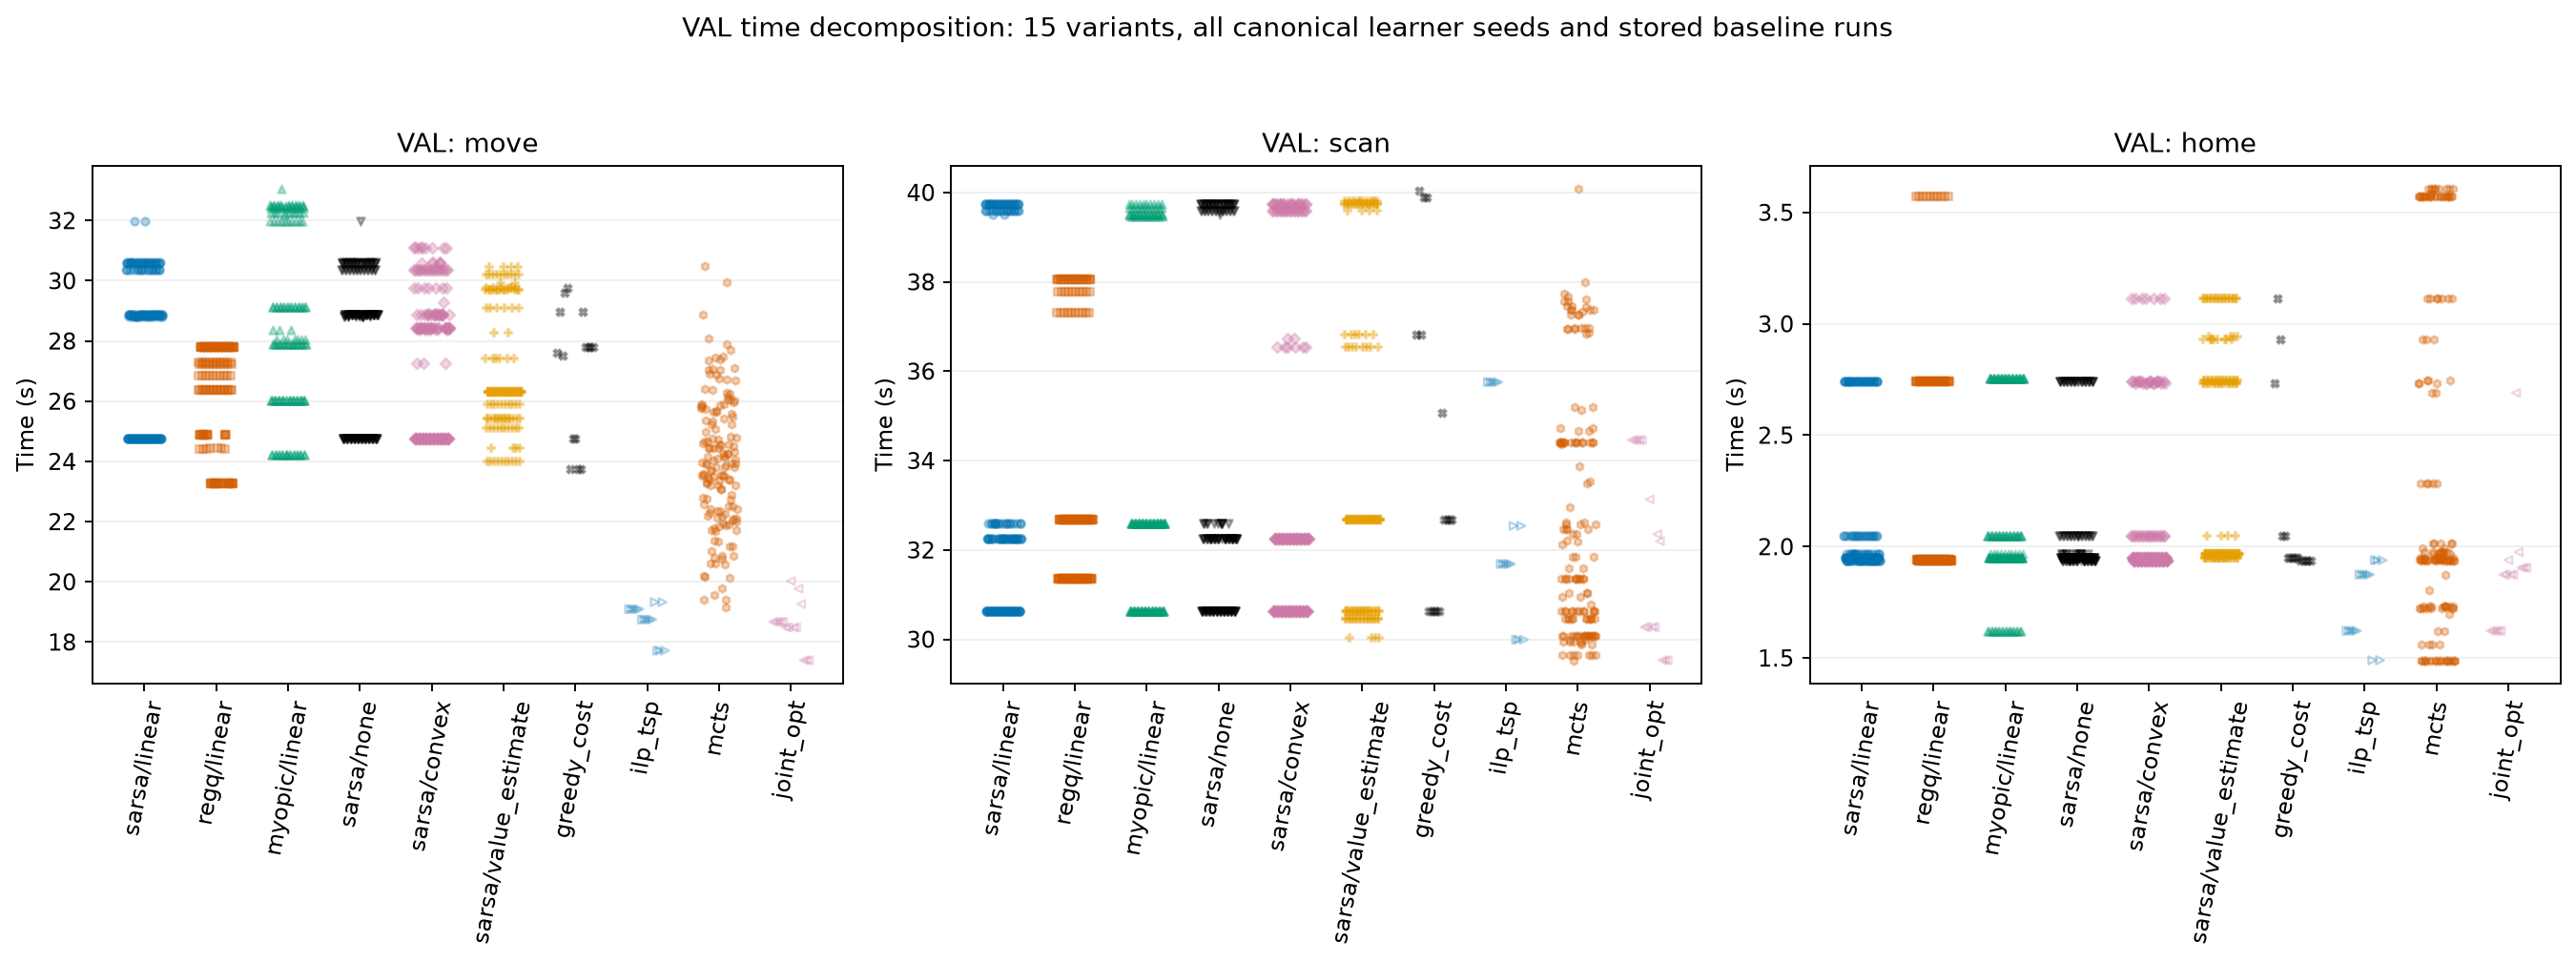 VAL time decomposition: 15 variants, all canonical learner seeds and stored baseline runs
VAL: move
Time (s)
32
30
28
26
24
22
20
18
sarsa/linear
regq/linear
myopic/linear
sarsa/none
sarsa/convex
sarsa/value_estimate
greedy_cost
ilp_tsp
mcts
joint_opt
VAL: scan
Time (s)
40
38
36
34
32
30
sarsa/linear
regq/linear
myopic/linear
sarsa/none
sarsa/convex
sarsa/value_estimate
greedy_cost
ilp_tsp
mcts
joint_opt
VAL: home
Time (s)
3.5
3.0
2.5
2.0
1.5
sarsa/linear
regq/linear
myopic/linear
sarsa/none
sarsa/convex
sarsa/value_estimate
greedy_cost
ilp_tsp
mcts
joint_opt